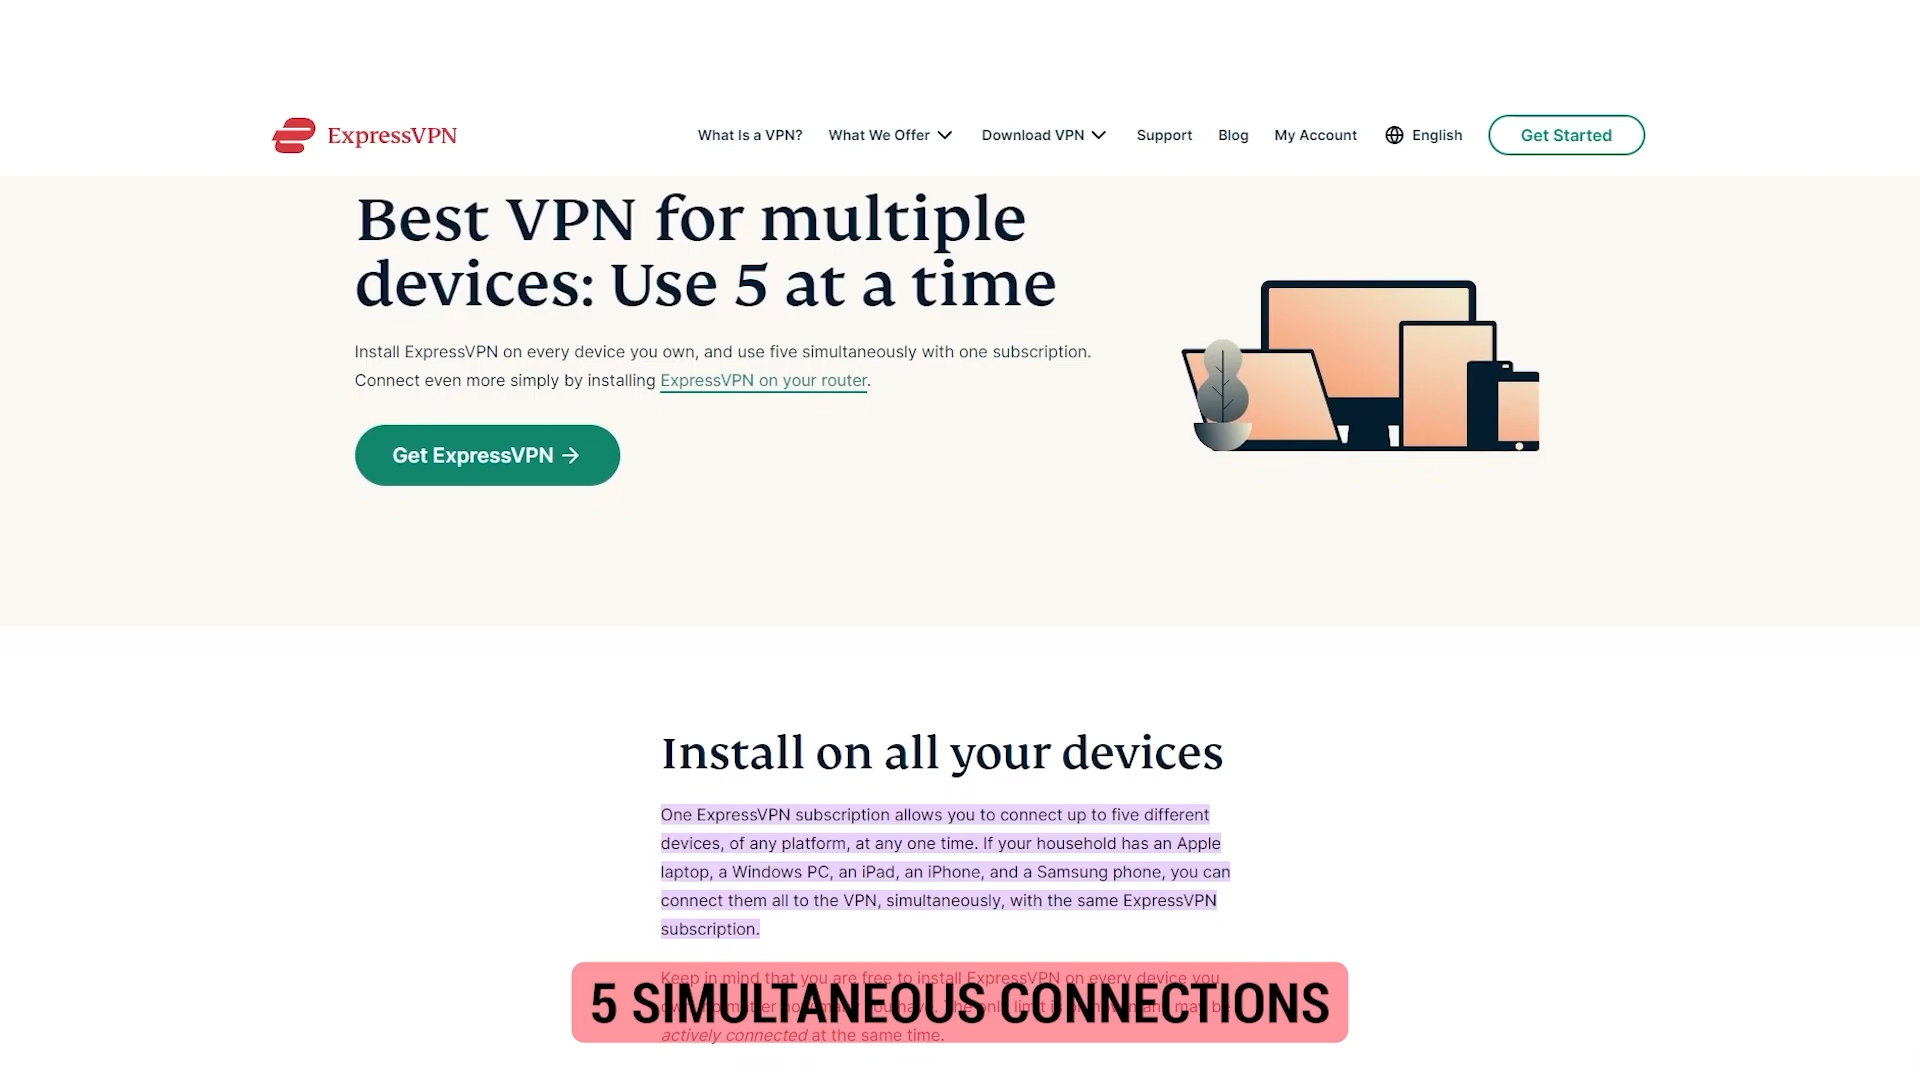 ExpressVPN
What Is a VPN?
What We Offer
Download VPN
Support
Blog
My Account
English
Get Started
Best VPN for multiple
devices: Use 5 at a time
Install ExpressVPN on every device you own, and use five simultaneously with one subscription.
Connect even more simply by installing ExpressVPN on your router.
Get ExpressVPN →
Install on all your devices
One ExpressVPN subscription allows you to connect up to five different
devices, of any platform, at any one time. If your household has an Apple
laptop, a Windows PC, an iPad, an iPhone, and a Samsung phone, you can
connect them all to the VPN, simultaneously, with the same ExpressVPN
subscription.
Keep in mind that you are free to install ExpressVPN on every device you
5 SIMULTANEOUS CONNECTIONS
actively connected at the same time.